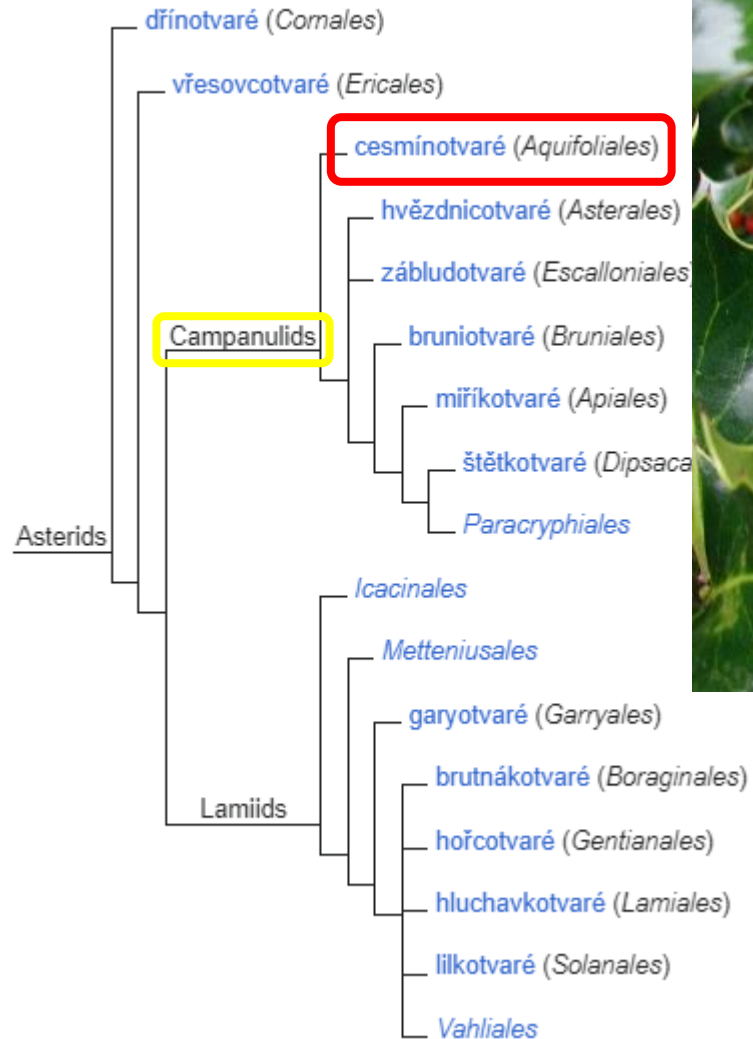 dřínotvaré (Cornales)
vřesovcotvaré (Ericales)
cesmínotvaré (Aquifoliales)
hvězdnicotvaré (Asterales)
zábludotvaré (Escalloniales)
Campanulids
bruniotvaré (Bruniales)
miříkotvaré (Apiales)
štětkotvaré (Dipsaca
Asterids
Paracryphiales
Icacinales
Metteniusales
garyotvaré (Garryales)
brutnákotvaré (Boraginales)
Lamiids
hořcotvaré (Gentianales)
hluchavkotvaré (Lamiales)
lilkotvaré (Solanales)
Vahliales